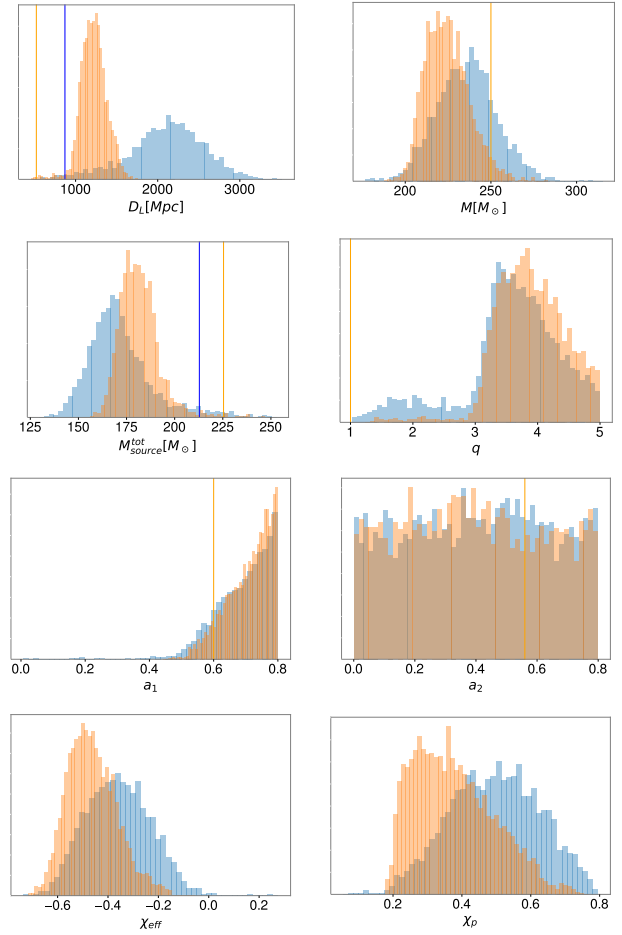 1000 2000 3000
D_L[Mpc]
200 250 300
M[M_⊙]
125 150 175 200 225 250
M^{tot}_{source}[M_⊙]
1 2 3 4 5
q
0.0 0.2 0.4 0.6 0.8
a_1
0.0 0.2 0.4 0.6 0.8
a_2
−0.6 −0.4 −0.2 0.0 0.2
χ_{eff}
0.2 0.4 0.6 0.8
χ_p